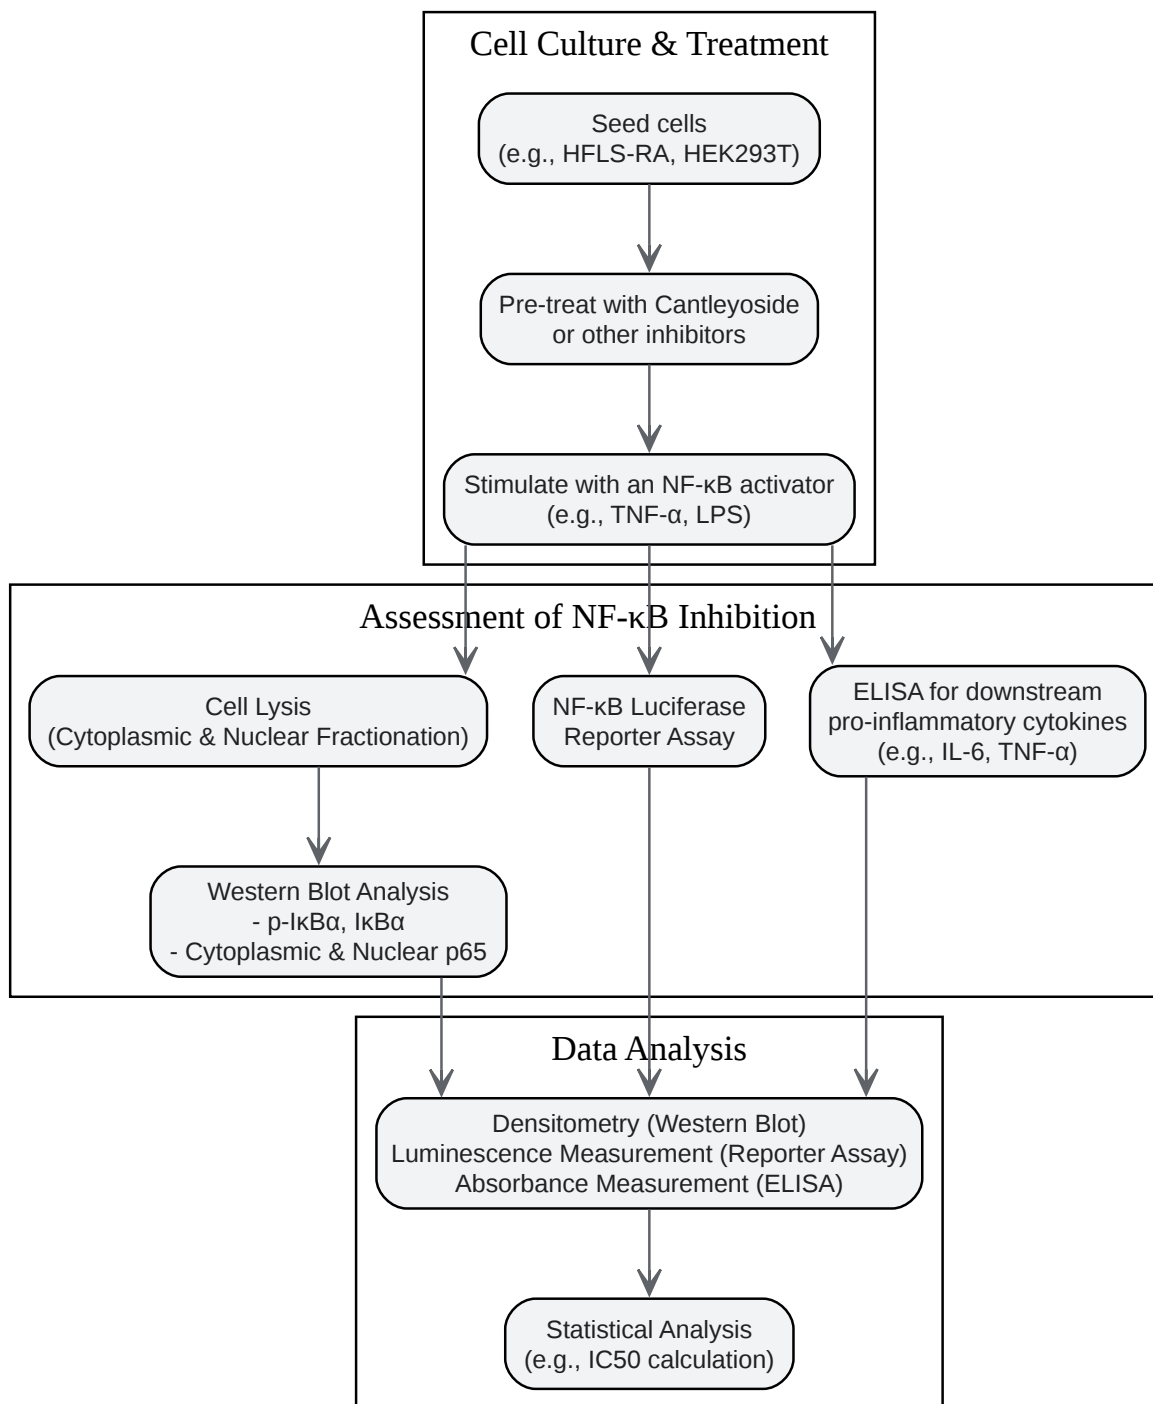 Cell Culture & Treatment
Seed cells
(e.g., HFLS-RA, HEK293T)
Pre-treat with Cantleyoside
or other inhibitors
Stimulate with an NF-κB activator
(e.g., TNF-α, LPS)
Assessment of NF-κB Inhibition
Cell Lysis
(Cytoplasmic & Nuclear Fractionation)
NF-κB Luciferase
Reporter Assay
ELISA for downstream
pro-inflammatory cytokines
(e.g., IL-6, TNF-α)
Western Blot Analysis
- p-IκBα, IκBα
- Cytoplasmic & Nuclear p65
Data Analysis
Densitometry (Western Blot)
Luminescence Measurement (Reporter Assay)
Absorbance Measurement (ELISA)
Statistical Analysis
(e.g., IC50 calculation)